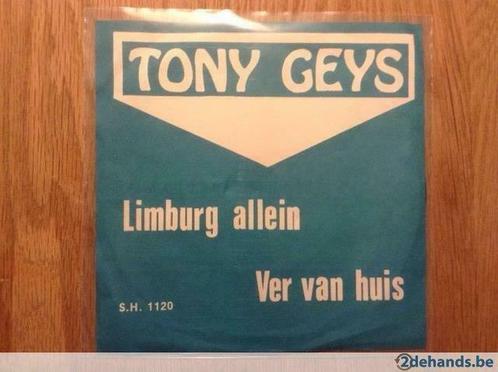 TONY GEYS
Limburg allein
Ver van huis
S.H. 1120
2dehands.be